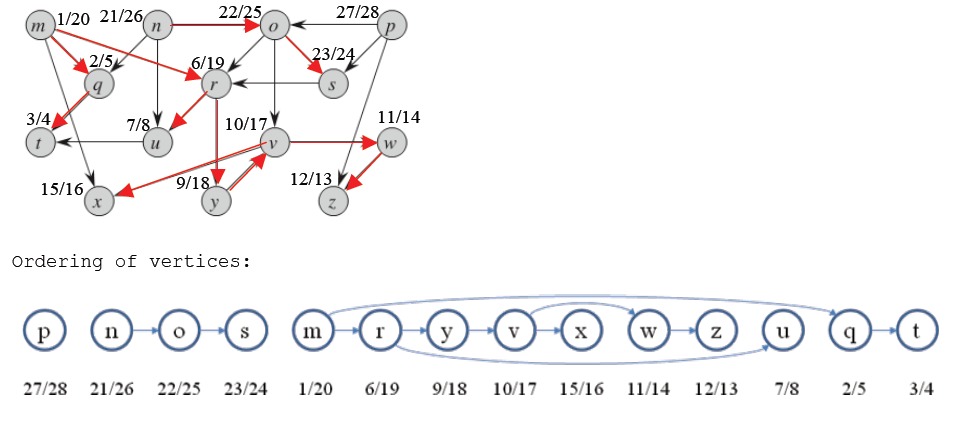 m 1/20 21/26 n 22/25 o 27/28 p
2/5 q 6/19 r 23/24 s
3/4 t 7/8 u 10/17 v 11/14 w
15/16 x 9/18 y 12/13 z
Ordering of vertices:
p n o s m r y v x w z u q t
27/28 21/26 22/25 23/24 1/20 6/19 9/18 10/17 15/16 11/14 12/13 7/8 2/5 3/4